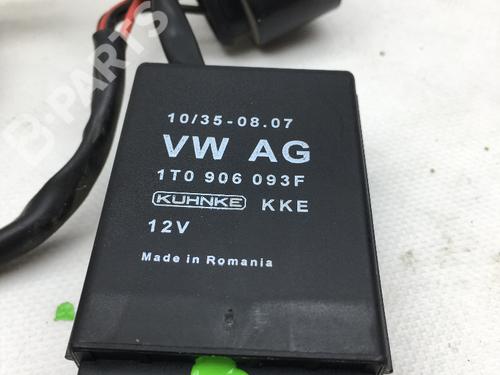 B-PARTS
10/35-08.07
VW AG
1T0 906 093F
KUHNKE KKE
12V
Made in Romania